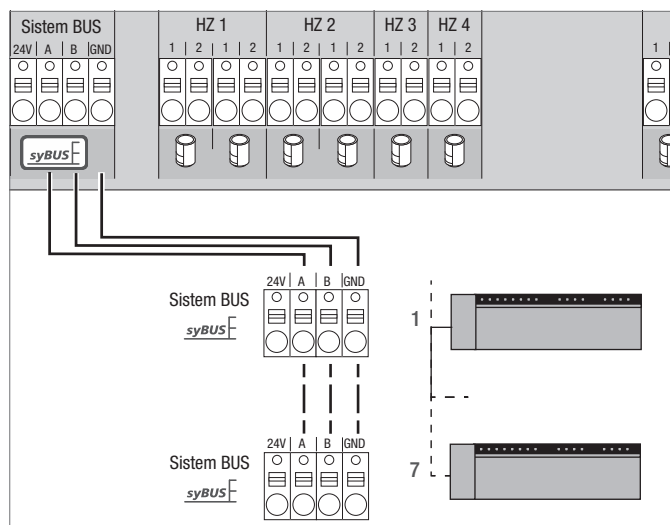 Sistem BUS HZ 1 HZ 2 HZ 3 HZ 4
24V A B GND 1 2 1 2 1 2 1 2 1 2 1 2 1
syBUS
24V A B GND
Sistem BUS
syBUS
1
24V A B GND
Sistem BUS
syBUS
7